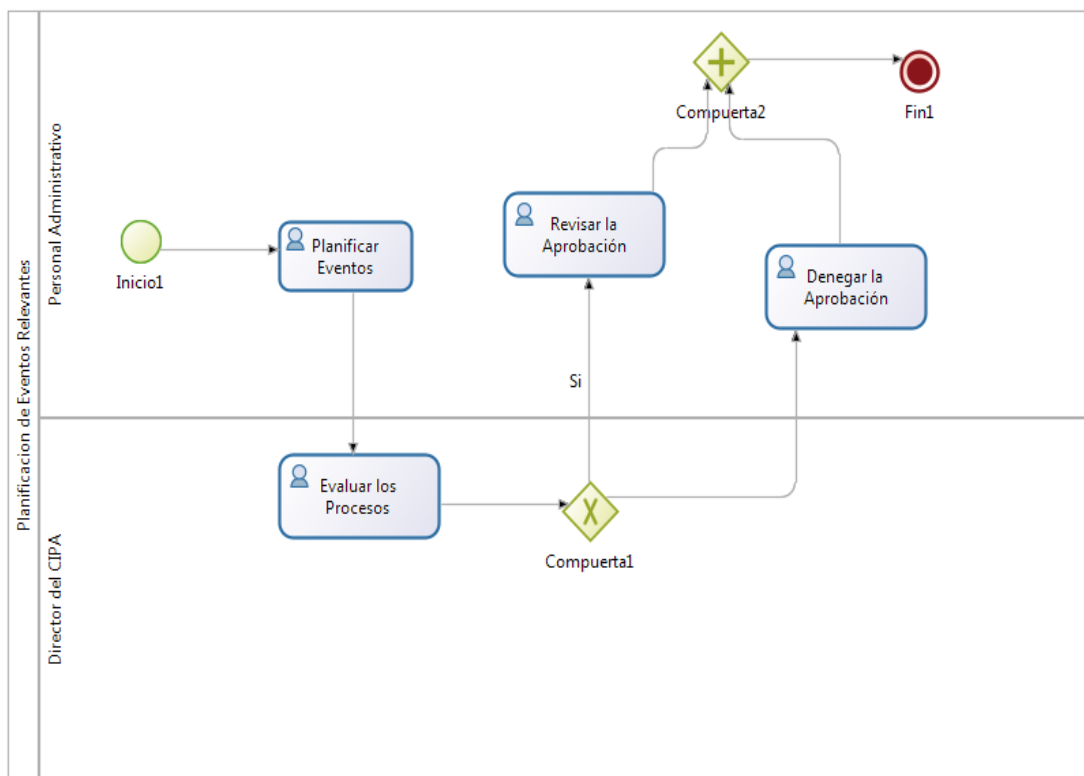 Planificacion de Eventos Relevantes
Personal Administrativo
Inicio1
Planificar
Eventos
Revisar la
Aprobación
Compuerta2
Fin1
Denegar la
Aprobación
Si
Director del CIPA
Evaluar los
Procesos
Compuerta1